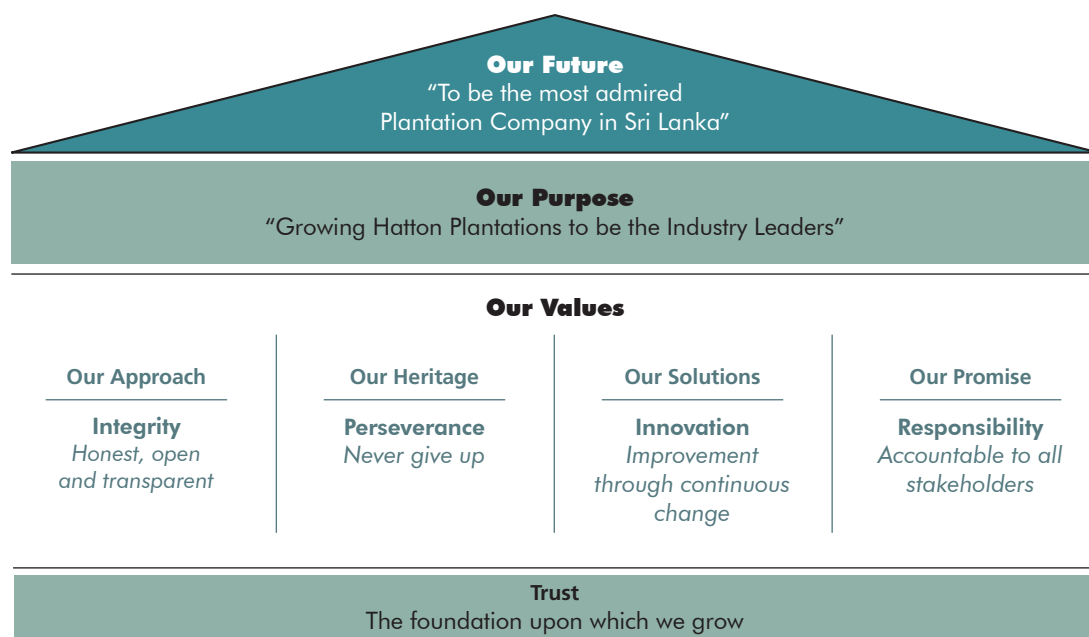 Our Future
“To be the most admired
Plantation Company in Sri Lanka”
Our Purpose
“Growing Hatton Plantations to be the Industry Leaders”
Our Values
Our Approach
Integrity
Honest, open
and transparent
Our Heritage
Perseverance
Never give up
Our Solutions
Innovation
Improvement
through continuous
change
Our Promise
Responsibility
Accountable to all
stakeholders
Trust
The foundation upon which we grow